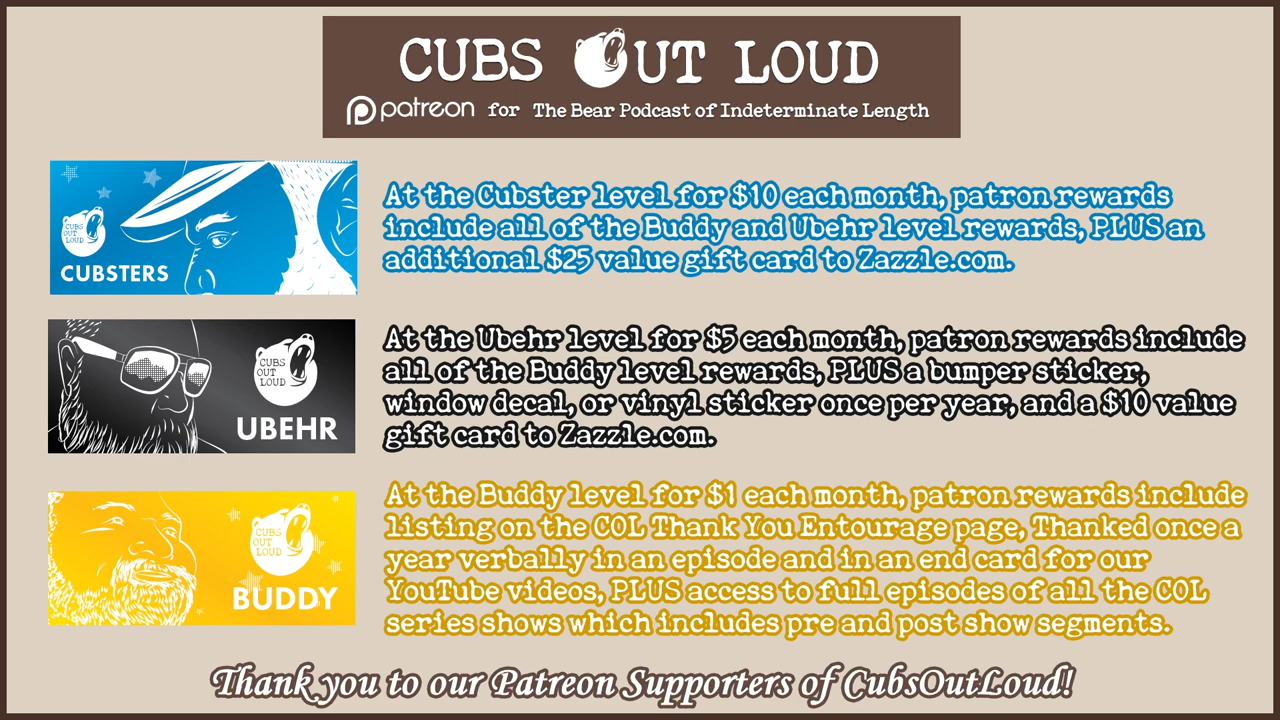 CUBS OUT LOUD
patreon for The Bear Podcast of Indeterminate Length
CUBS
OUT
LOUD
CUBSTERS
At the Cubster level for $10 each month, patron rewards
include all of the Buddy and Ubehr level rewards, PLUS an
additional $25 value gift card to Zazzle.com.
CUBS
OUT
LOUD
UBEHR
At the Ubehr level for $5 each month, patron rewards include
all of the Buddy level rewards, PLUS a bumper sticker,
window decal, or vinyl sticker once per year, and a $10 value
gift card to Zazzle.com.
CUBS
OUT
LOUD
BUDDY
At the Buddy level for $1 each month, patron rewards include
listing on the COL Thank You Entourage page, Thanked once a
year verbally in an episode and in an end card for our
YouTube videos, PLUS access to full episodes of all the COL
series shows which includes pre and post show segments.
Thank you to our Patreon Supporters of CubsOutLoud!